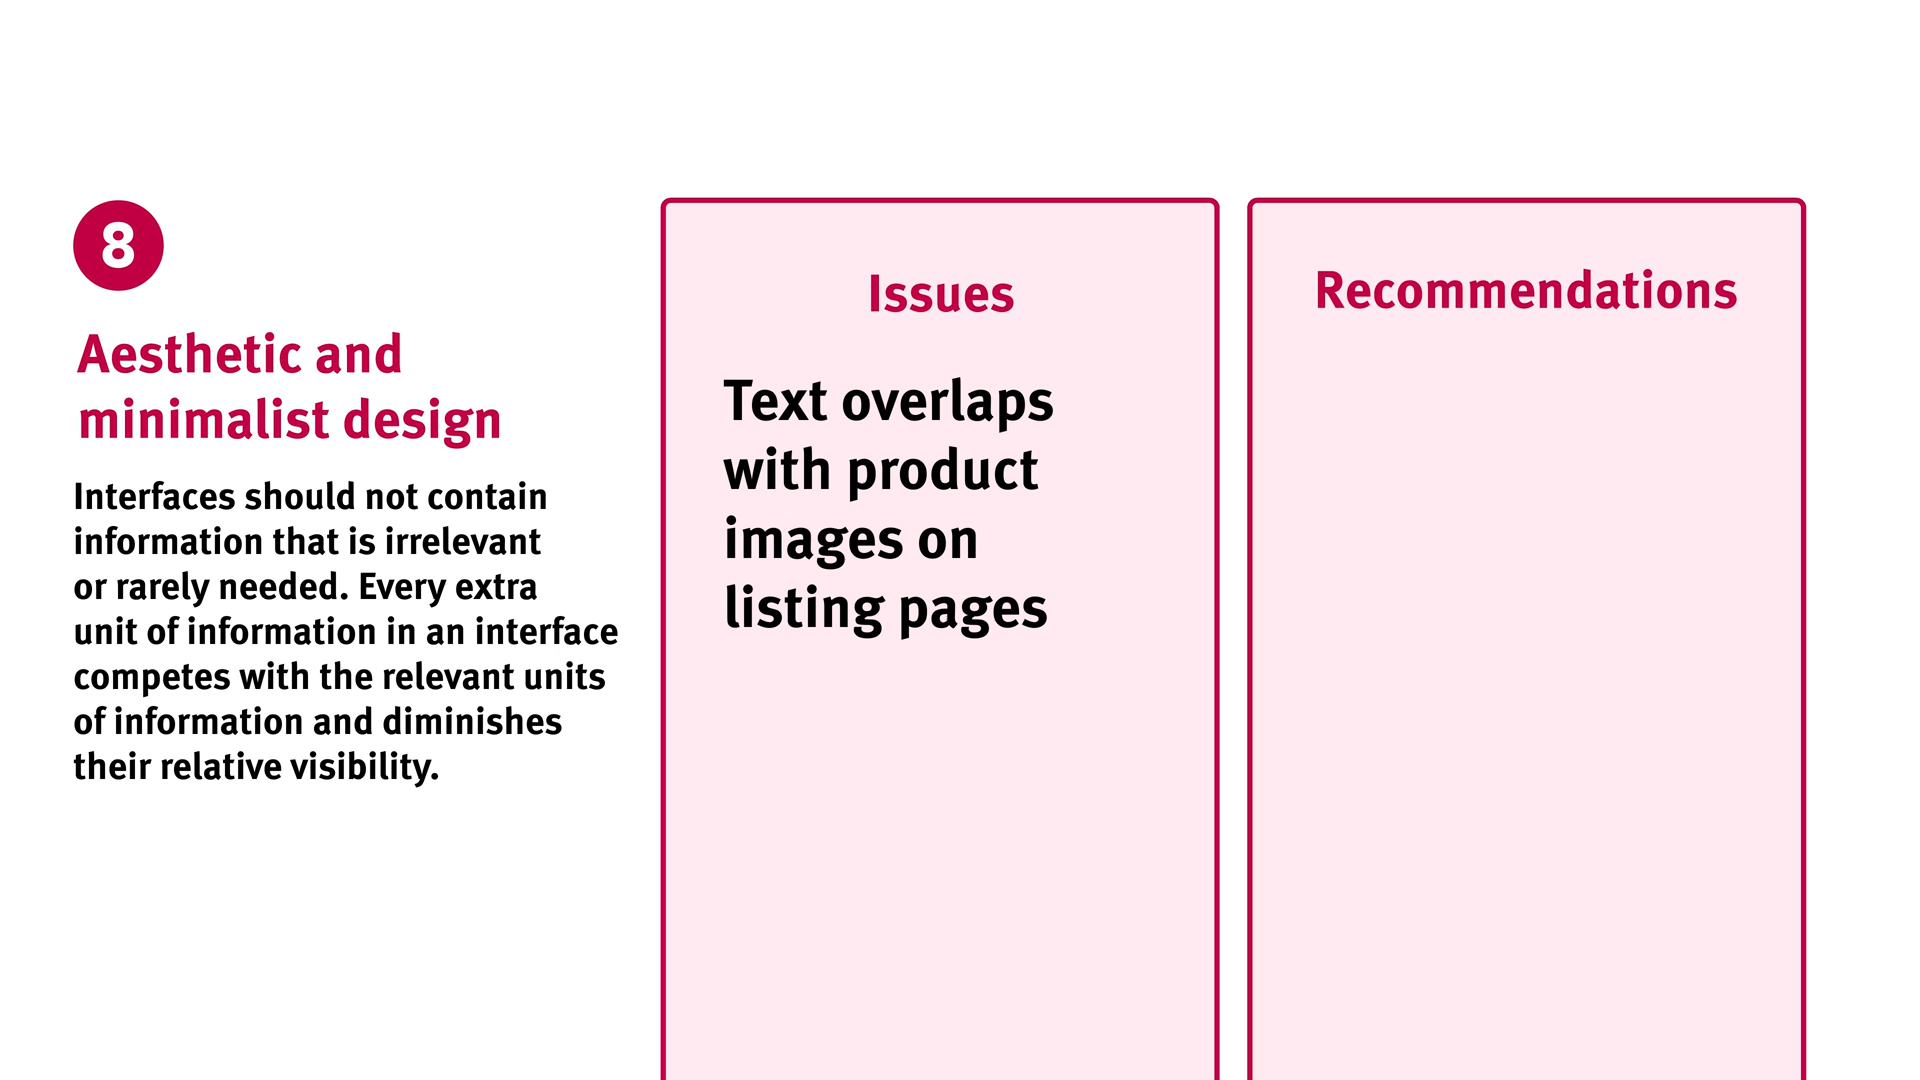 8
Aesthetic and
minimalist design
Interfaces should not contain
information that is irrelevant
or rarely needed. Every extra
unit of information in an interface
competes with the relevant units
of information and diminishes
their relative visibility.
Issues
Text overlaps
with product
images on
listing pages
Recommendations